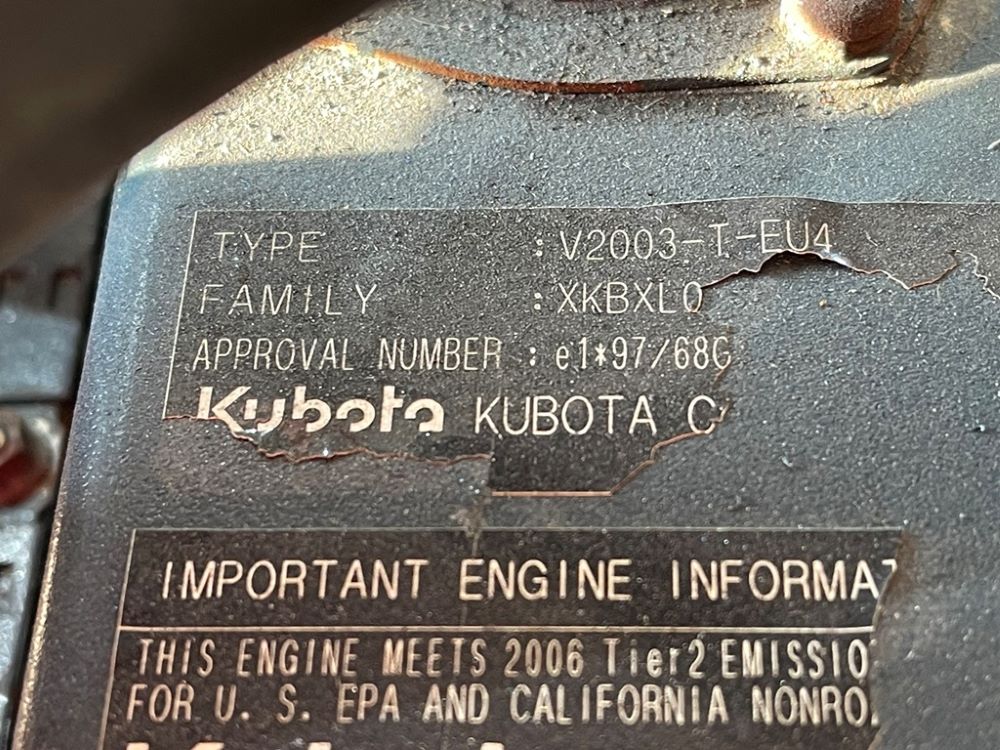 TYPE : V2003-T-EU4
FAMILY : XKBXL0
APPROVAL NUMBER : e1*97/68
Kubota KUBOTA C
IMPORTANT ENGINE INFORMAT
THIS ENGINE MEETS 2006 Tier2 EMISSIO
FOR U. S. EPA AND CALIFORNIA NONRO